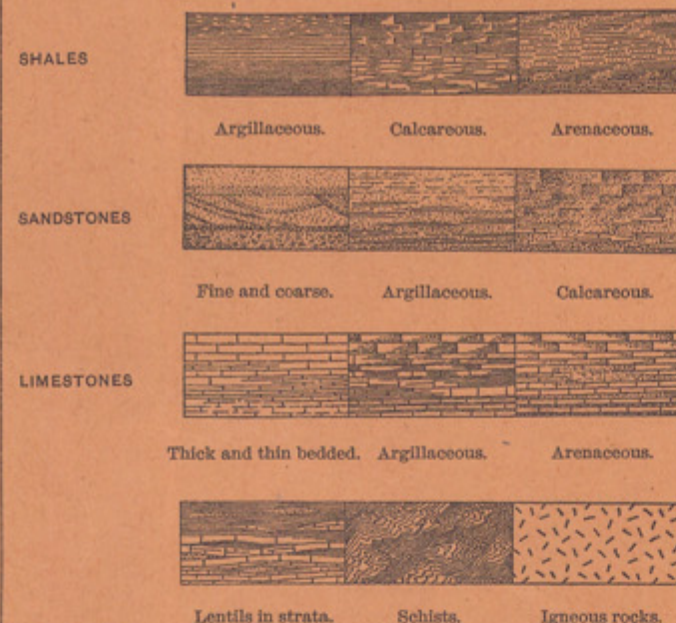 SHALES
Argillaceous. Calcareous. Arenaceous.
SANDSTONES
Fine and coarse. Argillaceous. Calcareous.
LIMESTONES
Thick and thin bedded. Argillaceous. Arenaceous.
Lentils in strata. Schists. Igneous rocks.